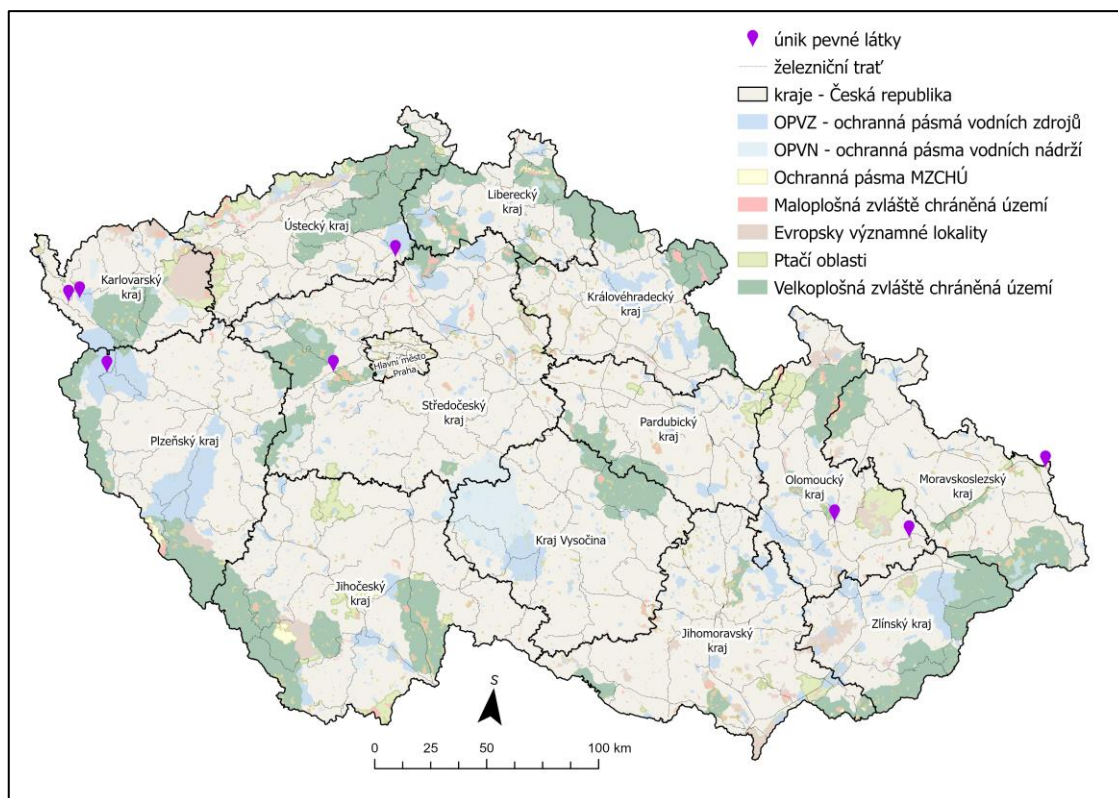 únik pevné látky
železniční trať
kraje - Česká republika
OPVZ - ochranná pásmá vodních zdrojů
OPVN - ochranná pásma vodních nádrží
Ochranná pásma MZCHÚ
Maloplošná zvláště chráněná území
Evropsky významné lokality
Ptačí oblasti
Velkoplošná zvláště chráněná území
Liberecký
kraj
Ústecký kraj
Karlovarský
kraj
Královéhradecký
kraj
Hlavní město
Praha
Středočeský
kraj
Pardubický
kraj
Plzeňský kraj
Olomoucký
kraj
Moravskoslezský
kraj
Kraj Vysočina
Jihočeský
kraj
Zlínský kraj
Jihomoravský
kraj
S
0 25 50 100 km